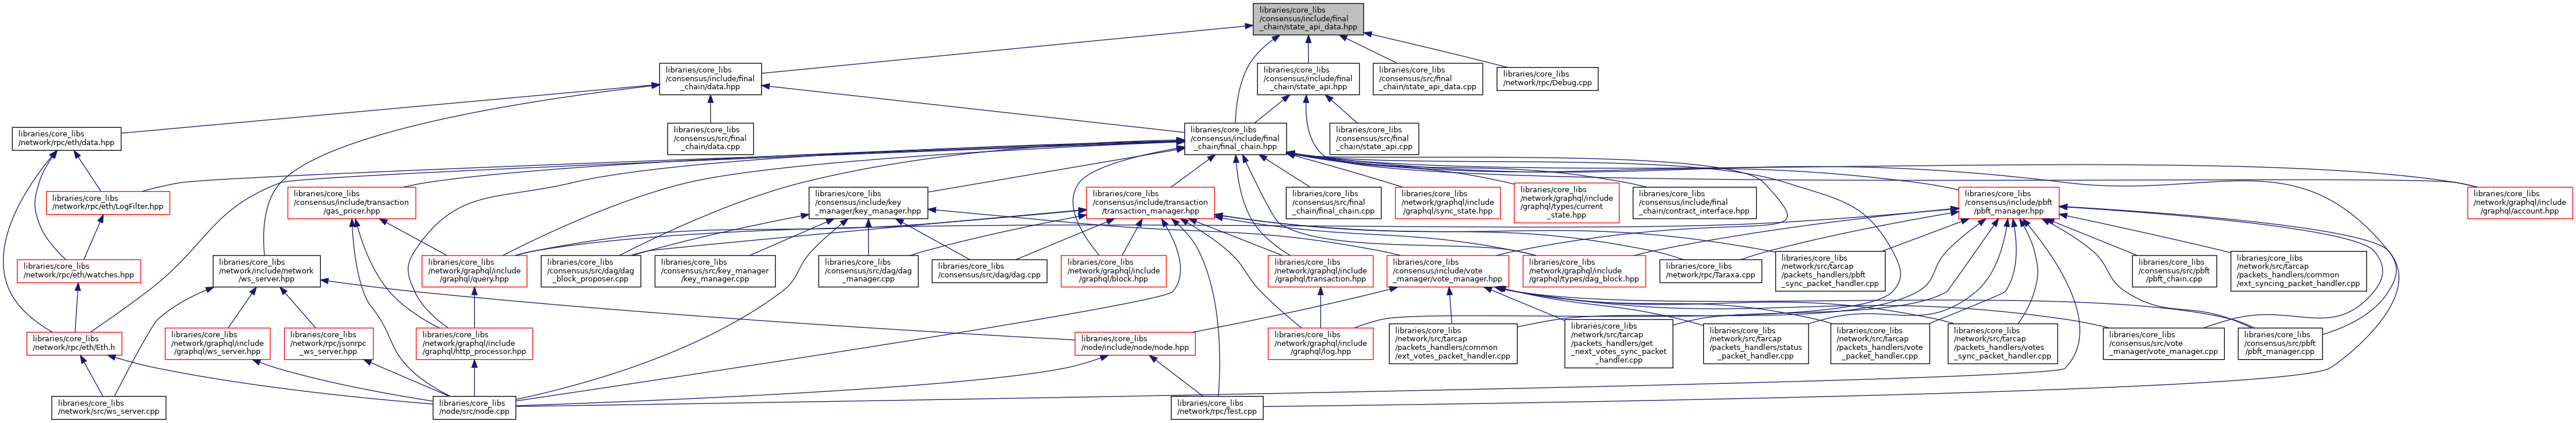 libraries/core_libs
/consensus/include/final
_chain/state_api_data.hpp
libraries/core_libs
/consensus/include/final
_chain/data.hpp
libraries/core_libs
/consensus/include/final
_chain/state_api.hpp
libraries/core_libs
/consensus/src/final
_chain/state_api_data.cpp
libraries/core_libs
/network/rpc/Debug.cpp
libraries/core_libs
/network/rpc/eth/data.hpp
libraries/core_libs
/consensus/src/final
_chain/data.cpp
libraries/core_libs
/consensus/include/final
_chain/final_chain.hpp
libraries/core_libs
/consensus/src/final
_chain/state_api.cpp
libraries/core_libs
/network/rpc/eth/LogFilter.hpp
libraries/core_libs
/consensus/include/transaction
/gas_pricer.hpp
libraries/core_libs
/consensus/include/key
_manager/key_manager.hpp
libraries/core_libs
/consensus/include/transaction
/transaction_manager.hpp
libraries/core_libs
/consensus/src/final
_chain/final_chain.cpp
libraries/core_libs
/network/graphql/include
/graphql/sync_state.hpp
libraries/core_libs
/network/graphql/include
/graphql/types/current
_state.hpp
libraries/core_libs
/consensus/include/final
_chain/contract_interface.hpp
libraries/core_libs
/consensus/include/pbft
/pbft_manager.hpp
libraries/core_libs
/network/graphql/include
/graphql/account.hpp
libraries/core_libs
/network/rpc/eth/watches.hpp
libraries/core_libs
/network/include/network
/ws_server.hpp
libraries/core_libs
/network/graphql/include
/graphql/query.hpp
libraries/core_libs
/consensus/src/dag/dag
_block_proposer.cpp
libraries/core_libs
/consensus/src/key_manager
/key_manager.cpp
libraries/core_libs
/consensus/src/dag/dag
_manager.cpp
libraries/core_libs
/consensus/src/dag/dag.cpp
libraries/core_libs
/network/graphql/include
/graphql/block.hpp
libraries/core_libs
/network/graphql/include
/graphql/transaction.hpp
libraries/core_libs
/consensus/include/vote
_manager/vote_manager.hpp
libraries/core_libs
/network/graphql/include
/graphql/types/dag_block.hpp
libraries/core_libs
/network/rpc/Taraxa.cpp
libraries/core_libs
/network/src/tarcap
/packets_handlers/pbft
_sync_packet_handler.cpp
libraries/core_libs
/consensus/src/pbft
/pbft_chain.cpp
libraries/core_libs
/network/src/tarcap
/packets_handlers/common
/ext_syncing_packet_handler.cpp
libraries/core_libs
/network/rpc/eth/Eth.h
libraries/core_libs
/network/graphql/include
/graphql/ws_server.hpp
libraries/core_libs
/network/rpc/jsonrpc
_ws_server.hpp
libraries/core_libs
/network/graphql/include
/graphql/http_processor.hpp
libraries/core_libs
/node/include/node/node.hpp
libraries/core_libs
/network/graphql/include
/graphql/log.hpp
libraries/core_libs
/network/src/tarcap
/packets_handlers/common
/ext_votes_packet_handler.cpp
libraries/core_libs
/network/src/tarcap
/packets_handlers/get
_next_votes_sync_packet
_handler.cpp
libraries/core_libs
/network/src/tarcap
/packets_handlers/status
_packet_handler.cpp
libraries/core_libs
/network/src/tarcap
/packets_handlers/vote
_packet_handler.cpp
libraries/core_libs
/network/src/tarcap
/packets_handlers/votes
_sync_packet_handler.cpp
libraries/core_libs
/consensus/src/vote
_manager/vote_manager.cpp
libraries/core_libs
/consensus/src/pbft
/pbft_manager.cpp
libraries/core_libs
/network/src/ws_server.cpp
libraries/core_libs
/node/src/node.cpp
libraries/core_libs
/network/rpc/Test.cpp